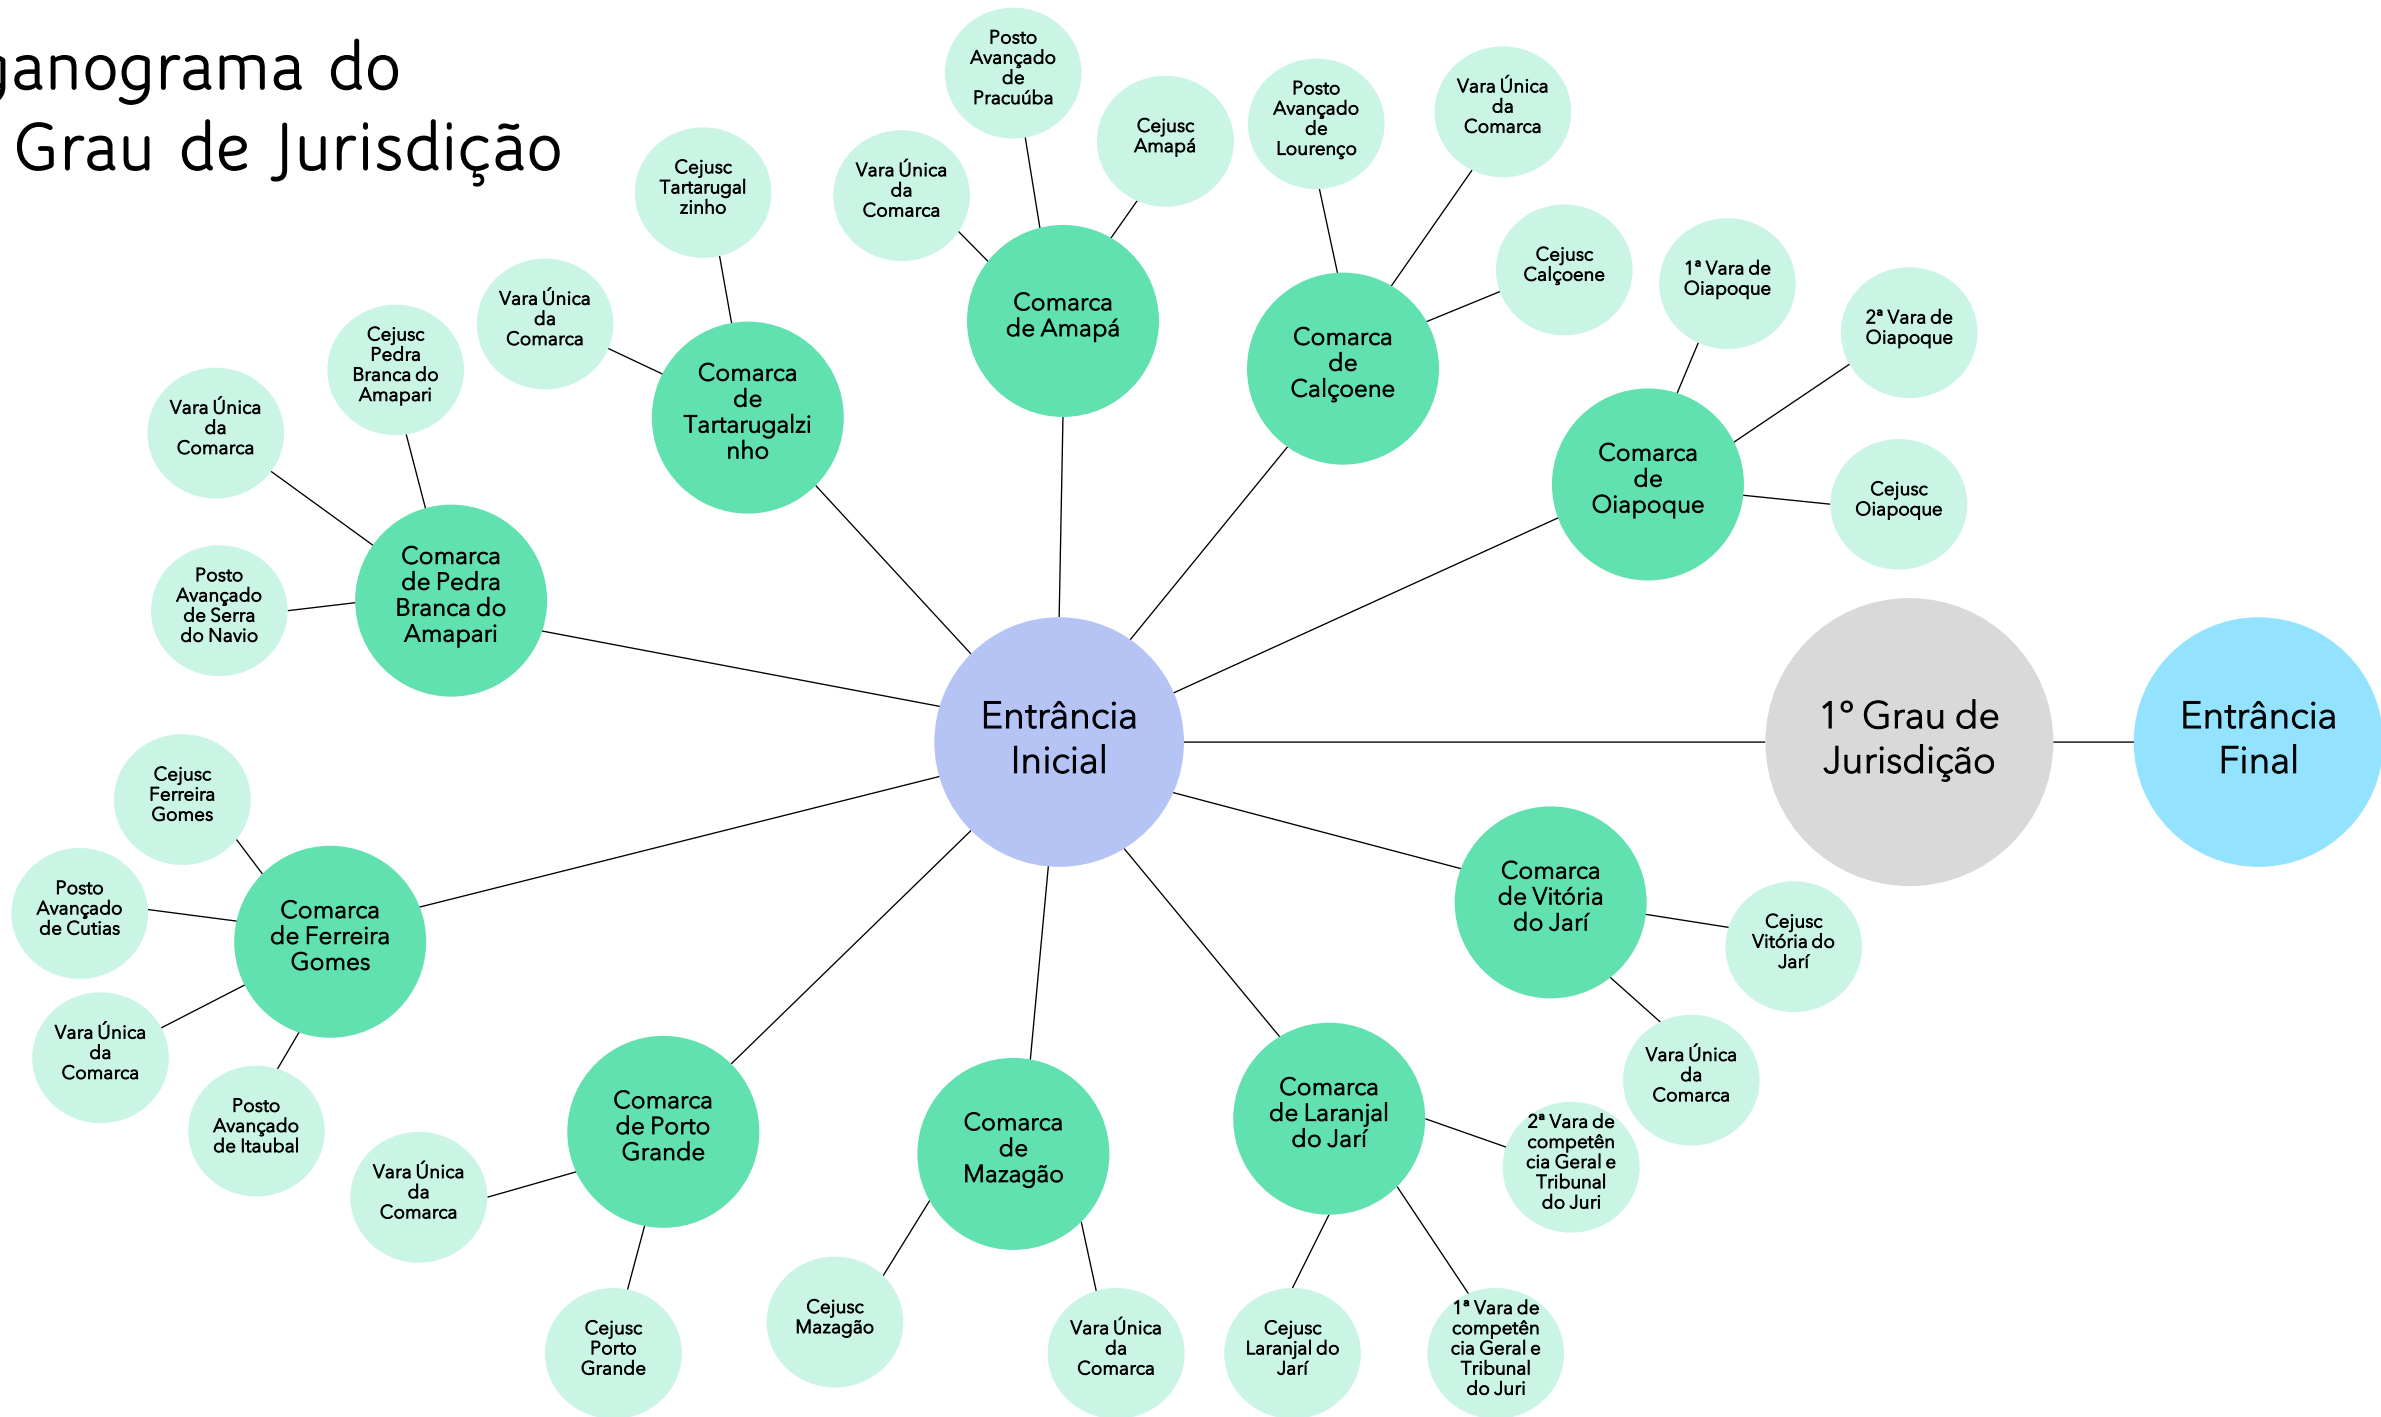 ganograma do
Grau de Jurisdição
Posto
Avançado
de
Pracuúba
Vara Única
da
Comarca
Cejusc
Amapá
Comarca
de Amapá
Posto
Avançado
de
Lourenço
Vara Única
da
Comarca
Cejusc
Calçoene
Comarca
de
Calçoene
1ª Vara de
Oiapoque
2ª Vara de
Oiapoque
Cejusc
Oiapoque
Comarca
de
Oiapoque
Cejusc
Tartarugal
zinho
Vara Única
da
Comarca
Comarca
de
Tartarugalzi
nho
Cejusc
Pedra
Branca do
Amapari
Vara Única
da
Comarca
Posto
Avançado
de Serra
do Navio
Comarca
de Pedra
Branca do
Amapari
Entrância
Inicial
1º Grau de
Jurisdição
Entrância
Final
Cejusc
Ferreira
Gomes
Posto
Avançado
de Cutias
Vara Única
da
Comarca
Posto
Avançado
de Itaubal
Comarca
de Ferreira
Gomes
Comarca
de Porto
Grande
Vara Única
da
Comarca
Cejusc
Porto
Grande
Comarca
de
Mazagão
Cejusc
Mazagão
Vara Única
da
Comarca
Comarca
de Laranjal
do Jarí
Cejusc
Laranjal do
Jarí
1ª Vara de
competên
cia Geral e
Tribunal
do Juri
2ª Vara de
competên
cia Geral e
Tribunal
do Juri
Comarca
de Vitória
do Jarí
Cejusc
Vitória do
Jarí
Vara Única
da
Comarca